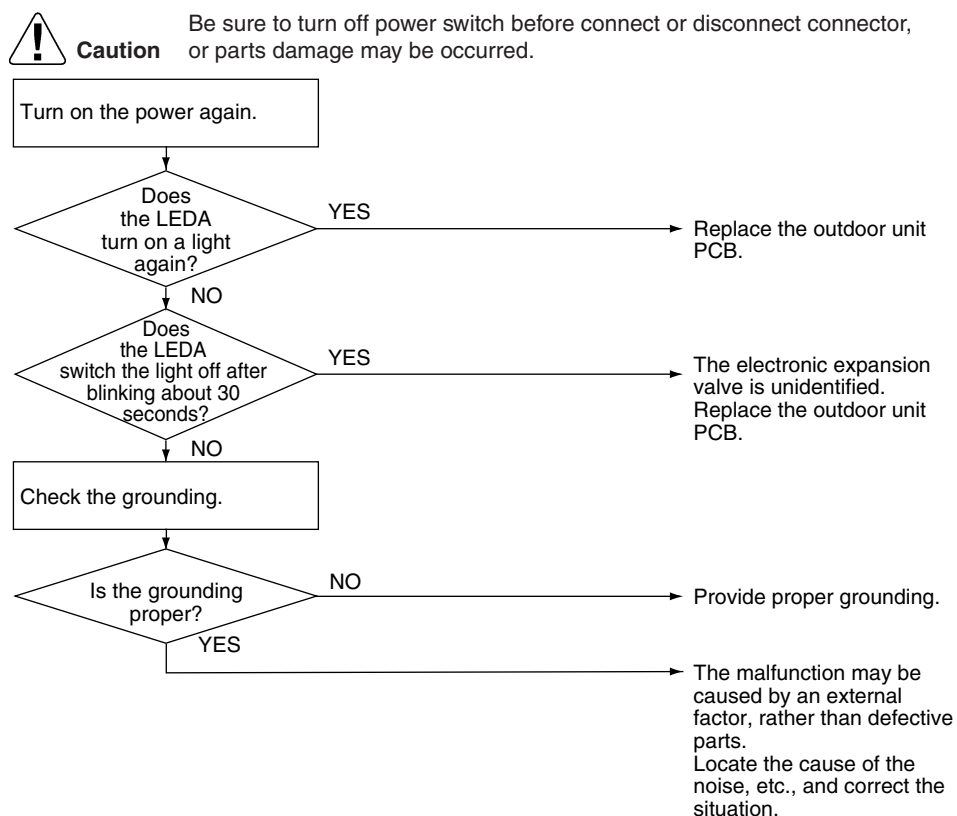 Be sure to turn off power switch before connect or disconnect connector,
Caution or parts damage may be occurred.
Turn on the power again.
Does
the LEDA
turn on a light
again?
YES
Replace the outdoor unit
PCB.
NO
Does
the LEDA
switch the light off after
blinking about 30
seconds?
YES
The electronic expansion
valve is unidentified.
Replace the outdoor unit
PCB.
NO
Check the grounding.
Is the grounding
proper?
NO
Provide proper grounding.
YES
The malfunction may be
caused by an external
factor, rather than defective
parts.
Locate the cause of the
noise, etc., and correct the
situation.